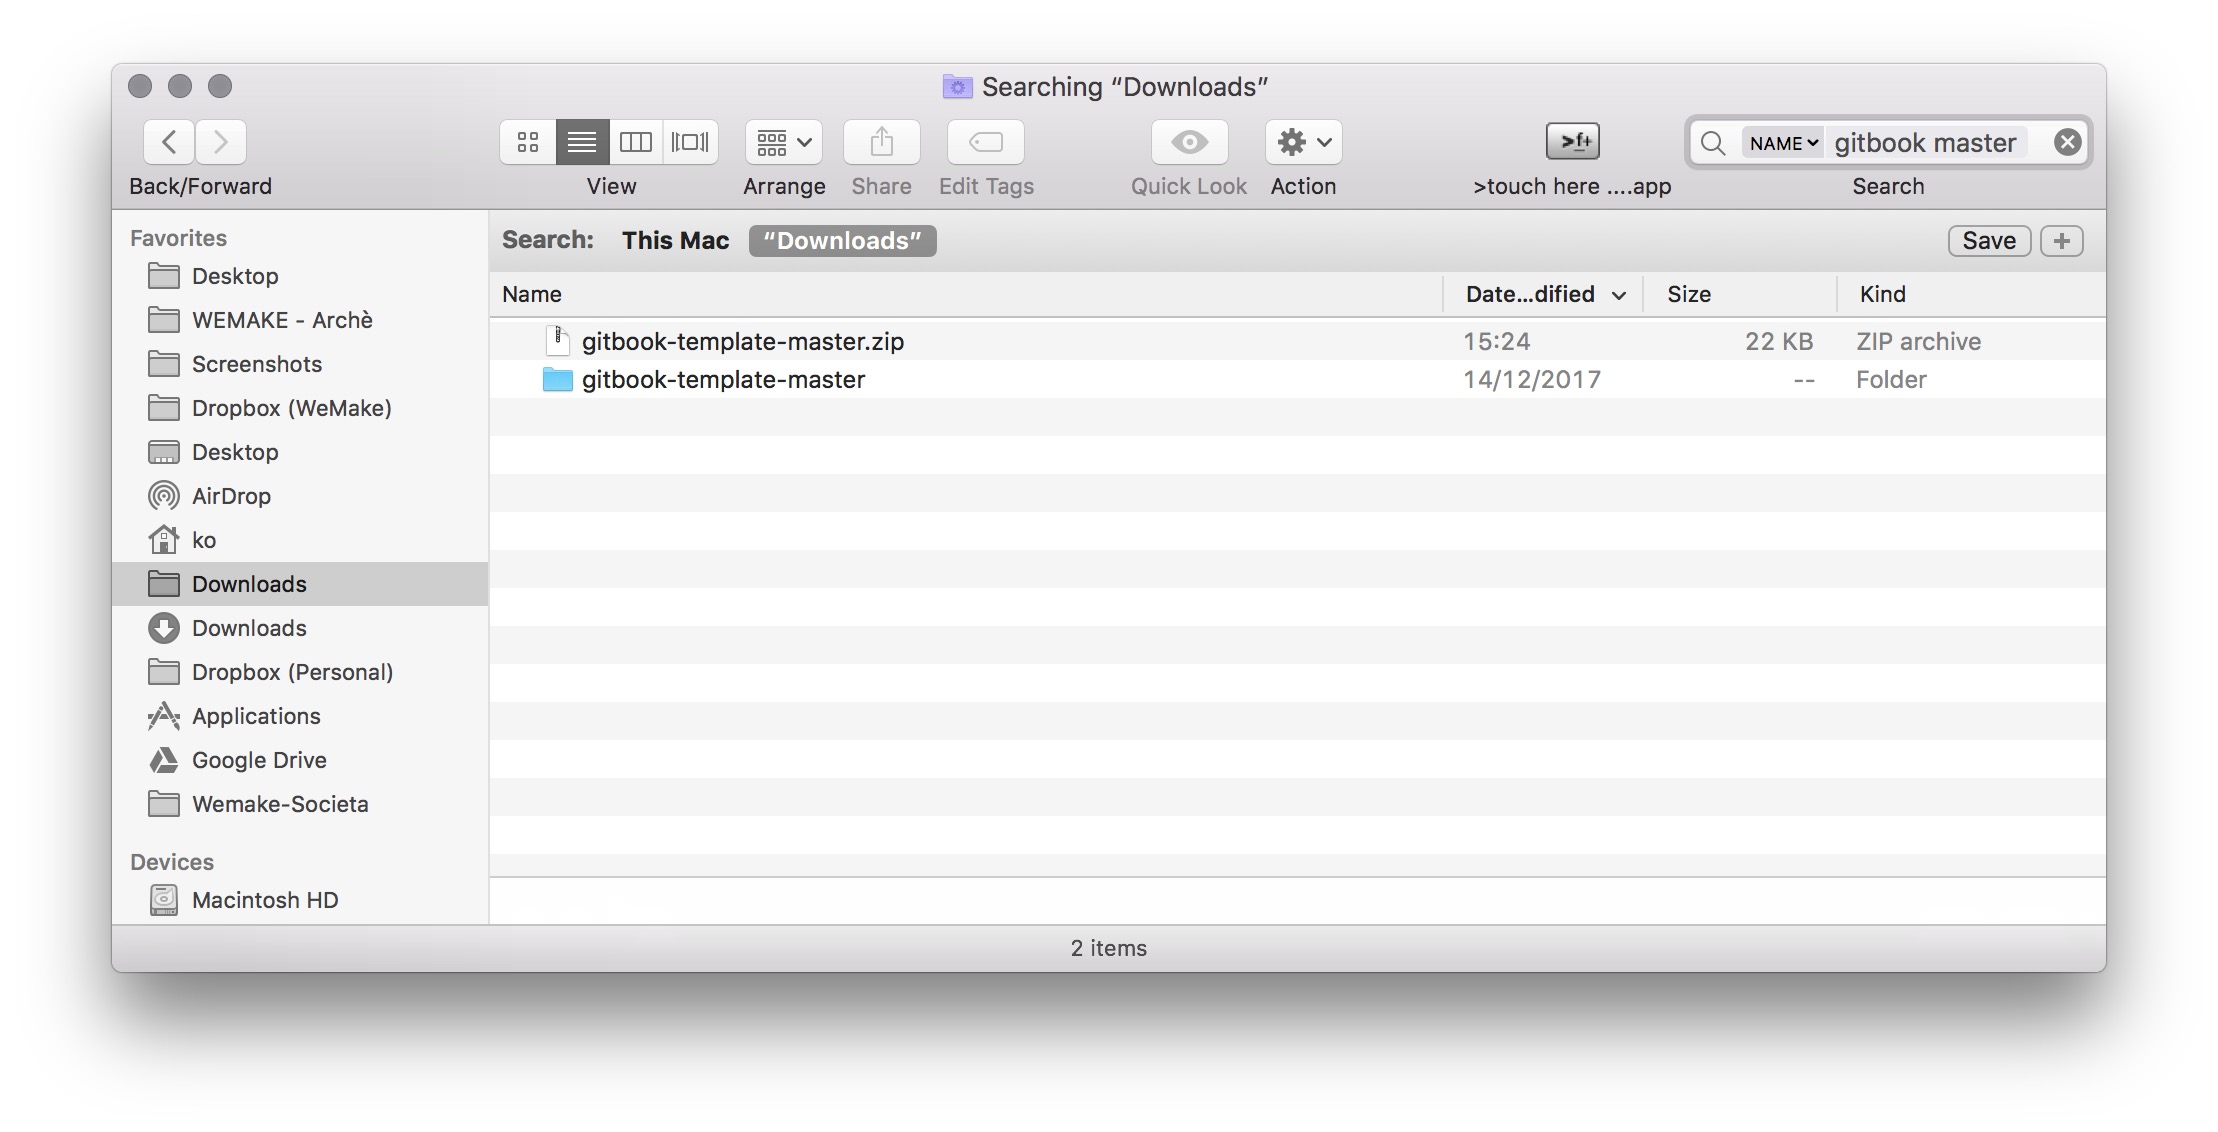 Searching “Downloads”
Back/Forward
View
Arrange
Share
Edit Tags
Quick Look
Action
>_f+
>touch here ....app
NAME gitbook master
Search
Favorites
Desktop
WEMAKE - Archè
Screenshots
Dropbox (WeMake)
Desktop
AirDrop
ko
Downloads
Downloads
Dropbox (Personal)
Applications
Google Drive
Wemake-Societa
Devices
Macintosh HD
Search: This Mac “Downloads” Save +
Name Date...dified Size Kind
gitbook-template-master.zip 15:24 22 KB ZIP archive
gitbook-template-master 14/12/2017 -- Folder
2 items